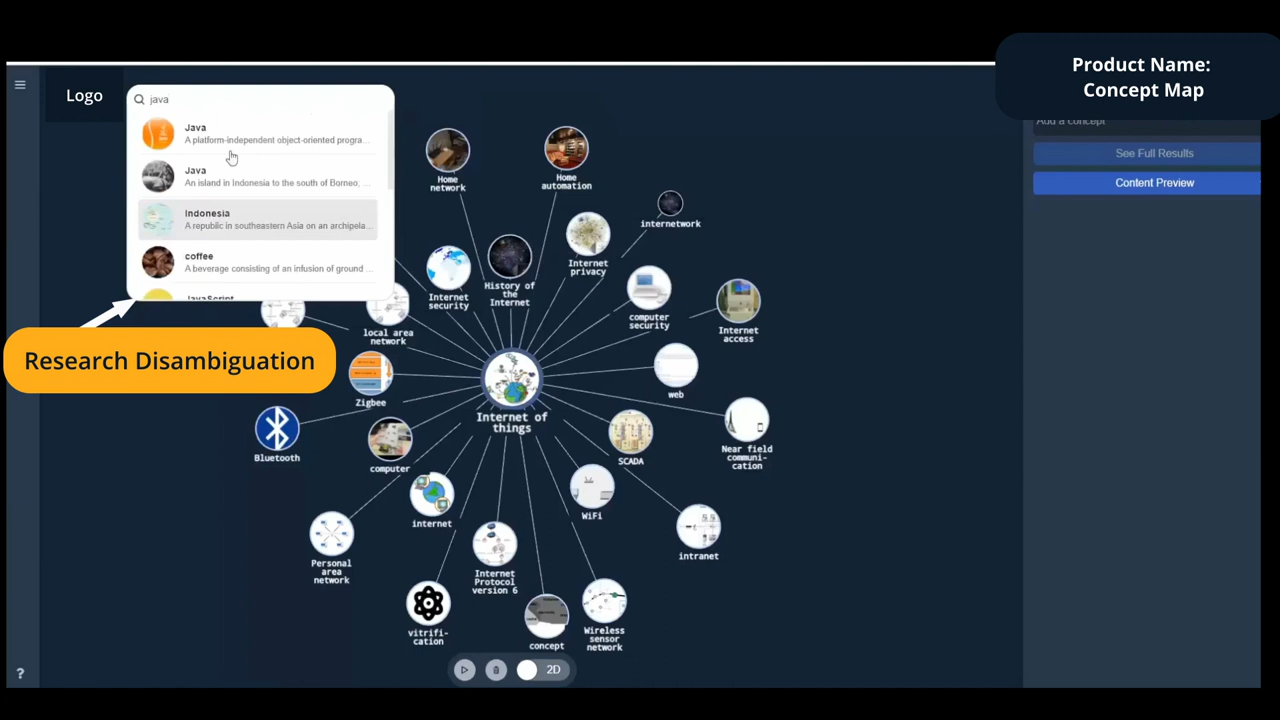 Product Name:
Concept Map
Logo
java
Java
A platform-independent object-oriented progra...
Java
An island in Indonesia to the south of Borneo; ...
Indonesia
A republic in southeastern Asia on an archipela...
coffee
A beverage consisting of an infusion of ground ...
JavaScript
Research Disambiguation
Add a concept
See Full Results
Content Preview
Home
network
Home
automation
internetwork
Internet
privacy
Internet
security
History of
the
Internet
computer
security
Internet
access
local area
network
Zigbee
web
Internet of
things
Bluetooth
computer
SCADA
Near field
communi-
cation
internet
WiFi
intranet
Personal
area
network
Internet
Protocol
version 6
vitrifi-
cation
concept
Wireless
sensor
network
2D
?